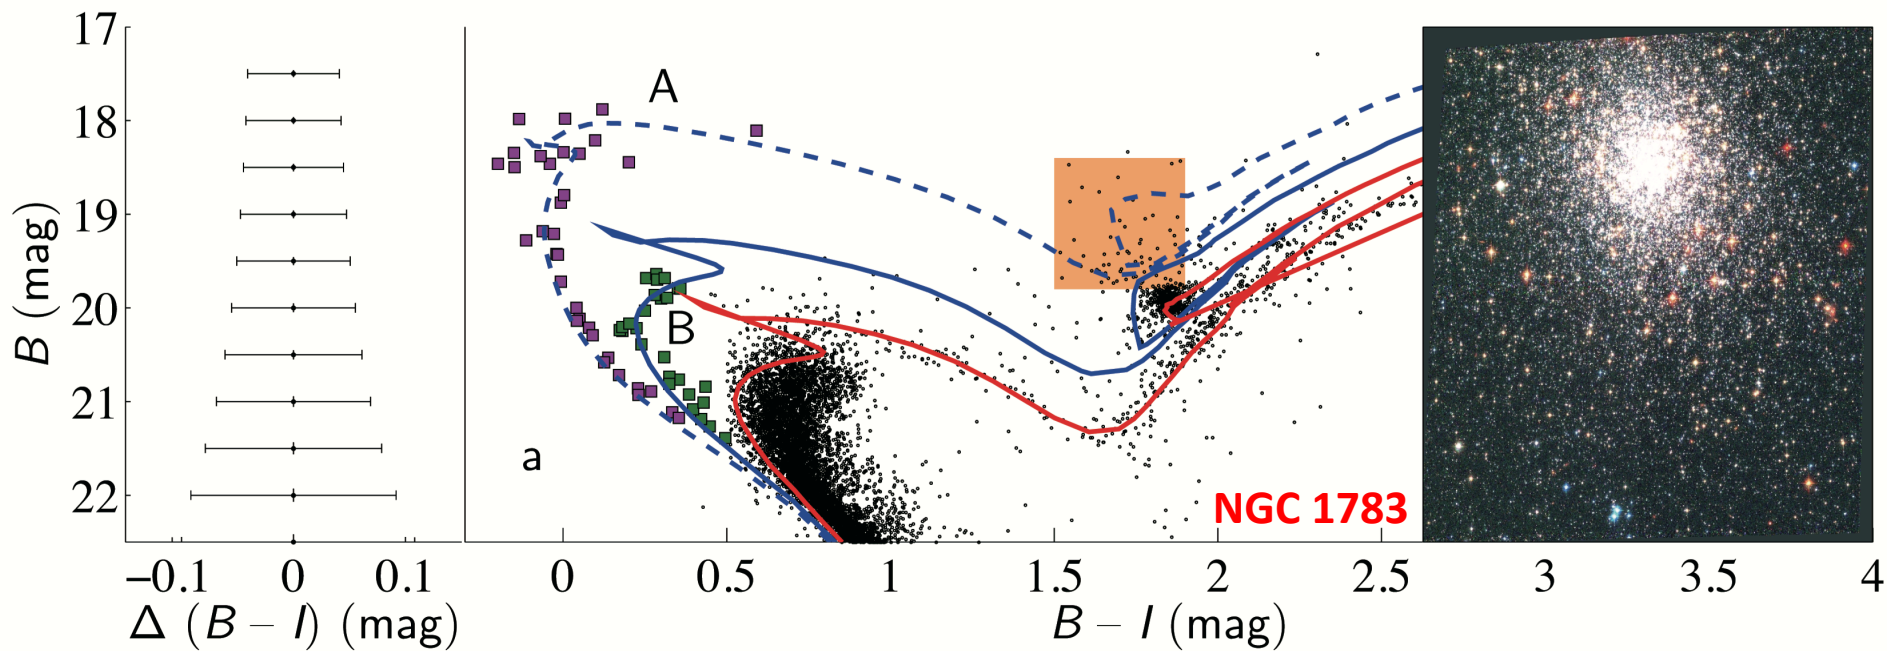 17
18
19
20
21
22
B (mag)
−0.1 0 0.1
Δ (B – I) (mag)
A
B
a
NGC 1783
0 0.5 1 1.5 2 2.5 3 3.5 4
B – I (mag)